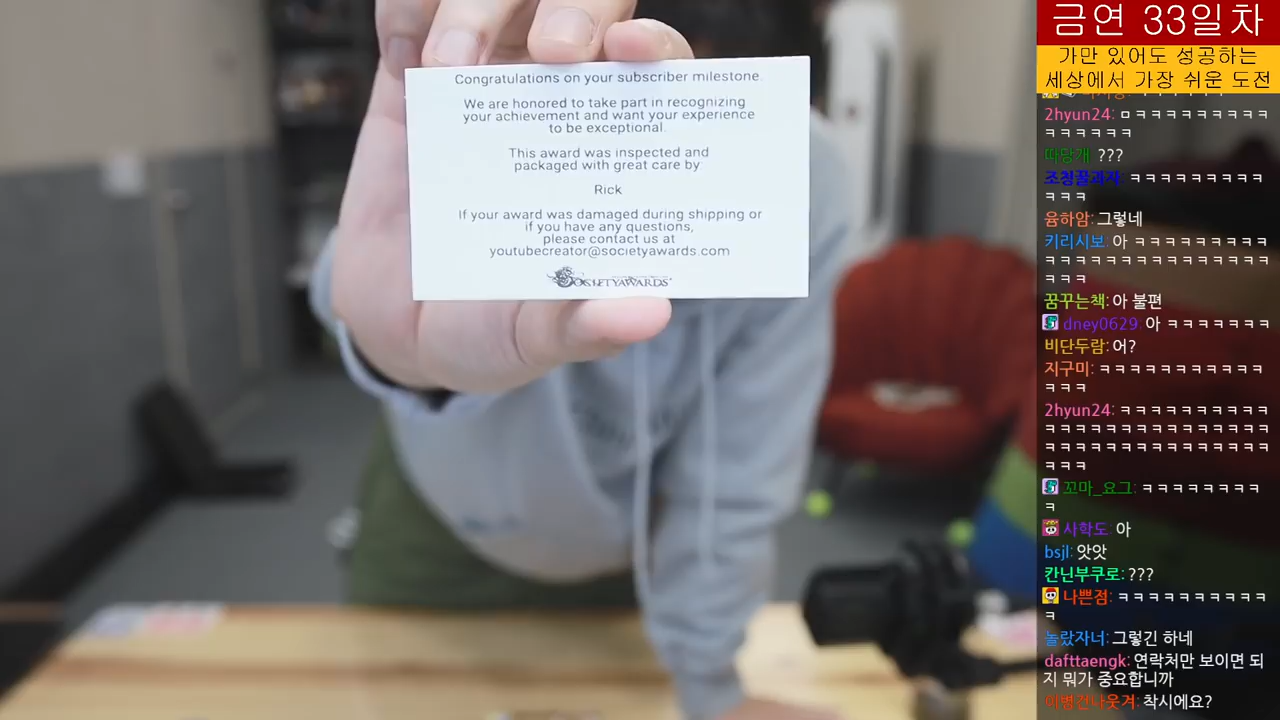 Congratulations on your subscriber milestone.
We are honored to take part in recognizing
your achievement and want your experience
to be exceptional.
This award was inspected and
packaged with great care by:
Rick
If your award was damaged during shipping or
if you have any questions,
please contact us at
youtubecreator@societyawards.com
SOCIETYAWARDS
금연 33일차
가만 있어도 성공하는
세상에서 가장 쉬운 도전
2hyun24: ㅁㅋㅋㅋㅋㅋㅋㅋㅋㅋ
ㅋㅋㅋㅋㅋㅋ
따망개: ???
조청꿀과자: ㅋㅋㅋㅋㅋㅋㅋㅋㅋ
ㅋㅋㅋ
융하암: 그렇네
키리시보: 아 ㅋㅋㅋㅋㅋㅋㅋㅋㅋ
ㅋㅋㅋㅋㅋㅋㅋㅋㅋㅋㅋㅋㅋㅋㅋ
ㅋㅋㅋ
꿈꾸는책: 아 불편
dney0629: 아 ㅋㅋㅋㅋㅋㅋㅋ
비단두람: 어?
지구미: ㅋㅋㅋㅋㅋㅋㅋㅋㅋㅋㅋ
ㅋㅋㅋ
2hyun24: ㅋㅋㅋㅋㅋㅋㅋㅋㅋㅋ
ㅋㅋㅋㅋㅋㅋㅋㅋㅋㅋㅋㅋㅋㅋㅋ
ㅋㅋㅋㅋㅋㅋㅋㅋㅋㅋㅋㅋㅋㅋㅋ
ㅋㅋㅋ
꼬마_요그: ㅋㅋㅋㅋㅋㅋㅋㅋ
ㅋ
사학도: 아
bsjl: 앗앗
칸닌부쿠로: ???
나쁜점: ㅋㅋㅋㅋㅋㅋㅋㅋㅋㅋ
ㅋ
놀랐자너: 그렇긴 하네
dafttaengk: 연락처만 보이면 되
지 뭐가 중요합니까
이병건나웃겨: 착시에요?